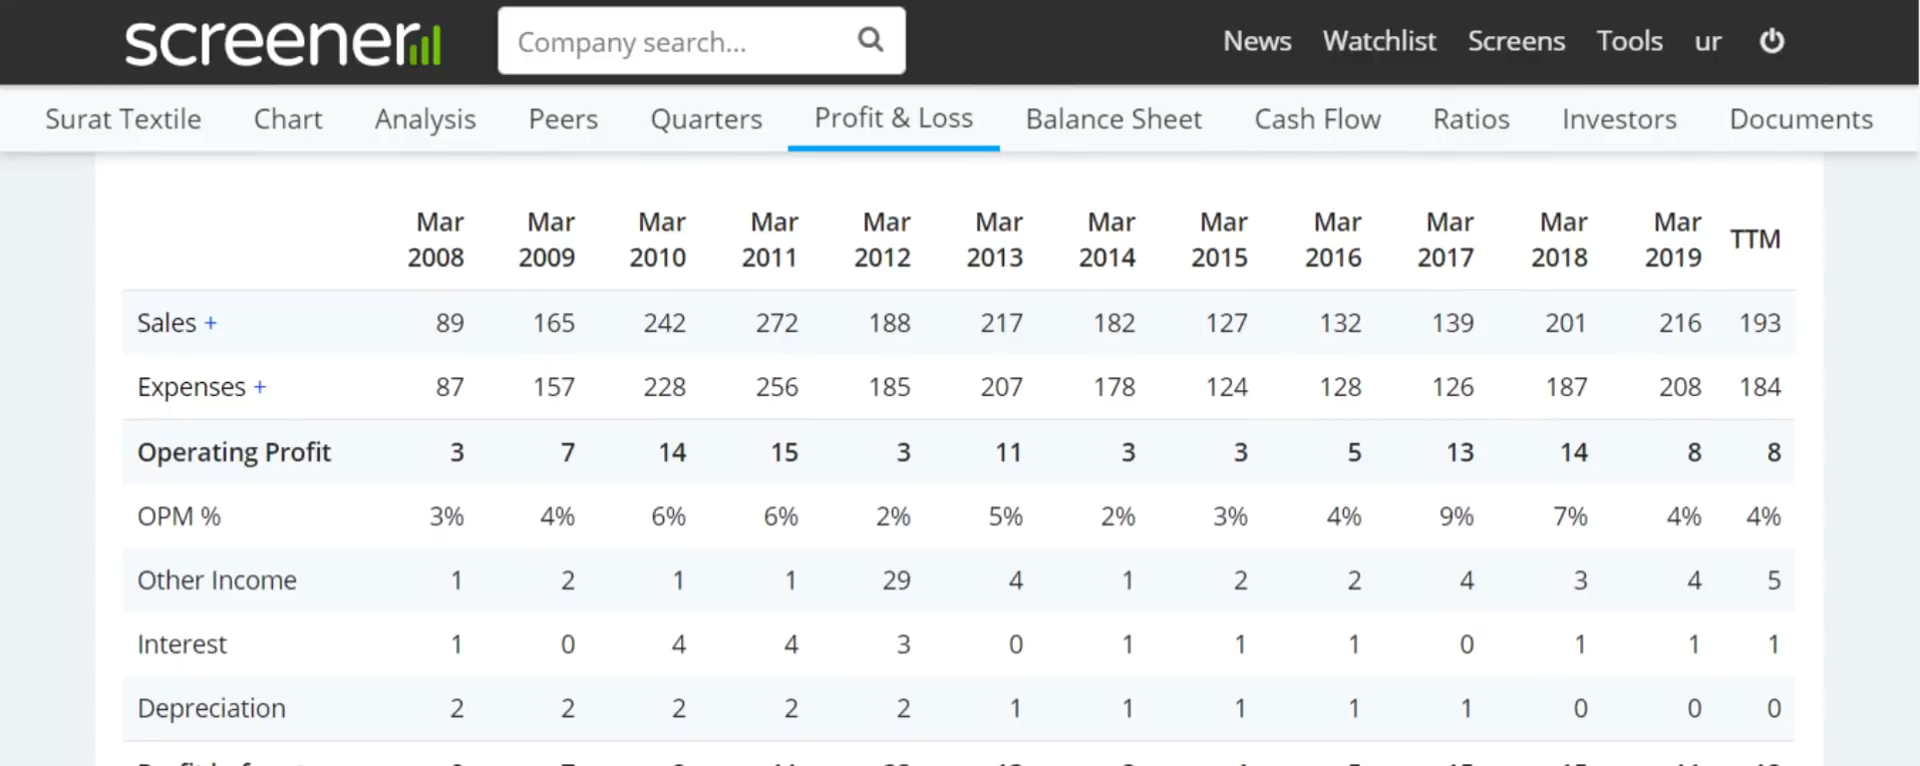 screener
Company search...
News Watchlist Screens Tools ur
Surat Textile Chart Analysis Peers Quarters Profit & Loss Balance Sheet Cash Flow Ratios Investors Documents
Mar Mar Mar Mar Mar Mar Mar Mar Mar Mar Mar Mar TTM
2008 2009 2010 2011 2012 2013 2014 2015 2016 2017 2018 2019
Sales + 89 165 242 272 188 217 182 127 132 139 201 216 193
Expenses + 87 157 228 256 185 207 178 124 128 126 187 208 184
Operating Profit 3 7 14 15 3 11 3 3 5 13 14 8 8
OPM % 3% 4% 6% 6% 2% 5% 2% 3% 4% 9% 7% 4% 4%
Other Income 1 2 1 1 29 4 1 2 2 4 3 4 5
Interest 1 0 4 4 3 0 1 1 1 0 1 1 1
Depreciation 2 2 2 2 2 1 1 1 1 1 0 0 0